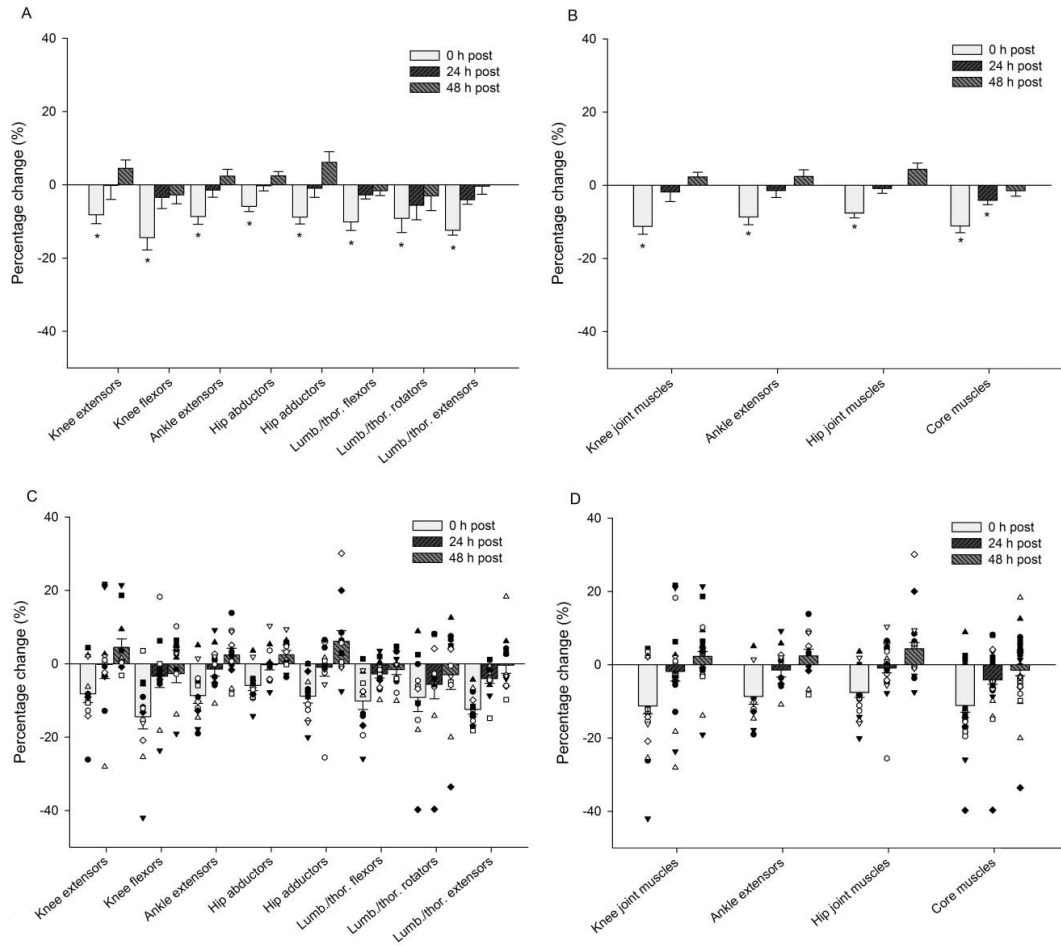 A
Percentage change (%)
40
20
0
-20
-40
0 h post
24 h post
48 h post
*
*
*
*
*
*
*
*
Knee extensors
Knee flexors
Ankle extensors
Hip abductors
Hip adductors
Lumb./thor. flexors
Lumb./thor. rotators
Lumb./thor. extensors
B
Percentage change (%)
40
20
0
-20
-40
0 h post
24 h post
48 h post
*
*
*
*
*
Knee joint muscles
Ankle extensors
Hip joint muscles
Core muscles
C
Percentage change (%)
40
20
0
-20
-40
0 h post
24 h post
48 h post
Knee extensors
Knee flexors
Ankle extensors
Hip abductors
Hip adductors
Lumb./thor. flexors
Lumb./thor. rotators
Lumb./thor. extensors
D
Percentage change (%)
40
20
0
-20
-40
0 h post
24 h post
48 h post
Knee joint muscles
Ankle extensors
Hip joint muscles
Core muscles